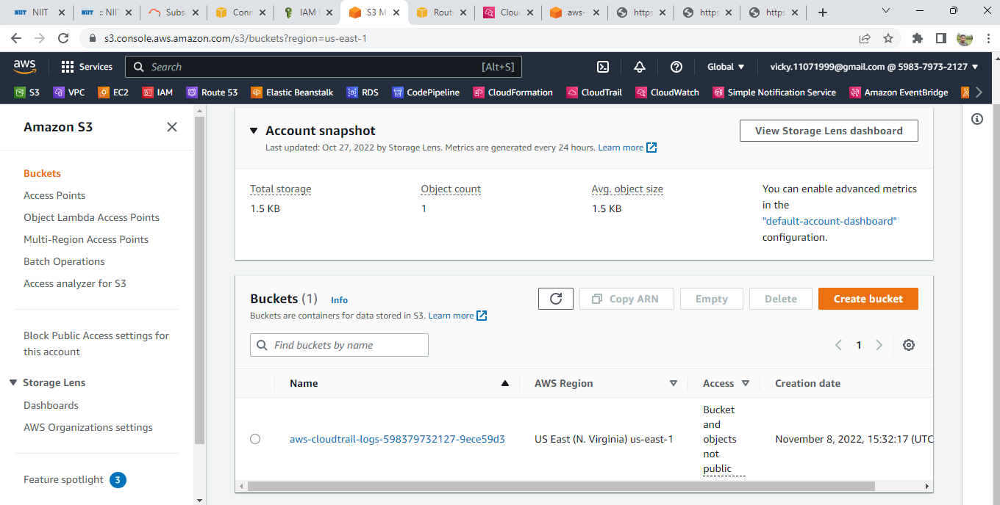 NIIT
:: NIIT
Subs
Conn
IAM
S3 M
Rout
Clou
aws-
https
https
https
s3.console.aws.amazon.com/s3/buckets?region=us-east-1
aws
Services
Search
[Alt+S]
Global
vicky.11071999@gmail.com @ 5983-7973-2127
S3
VPC
EC2
IAM
Route 53
Elastic Beanstalk
RDS
CodePipeline
CloudFormation
CloudTrail
CloudWatch
Simple Notification Service
Amazon EventBridge
Amazon S3
Buckets
Access Points
Object Lambda Access Points
Multi-Region Access Points
Batch Operations
Access analyzer for S3
Block Public Access settings for
this account
Storage Lens
Dashboards
AWS Organizations settings
Feature spotlight 3
Account snapshot
View Storage Lens dashboard
Last updated: Oct 27, 2022 by Storage Lens. Metrics are generated every 24 hours. Learn more
Total storage
1.5 KB
Object count
1
Avg. object size
1.5 KB
You can enable advanced metrics
in the
"default-account-dashboard"
configuration.
Buckets (1) Info
Buckets are containers for data stored in S3. Learn more
Copy ARN
Empty
Delete
Create bucket
Find buckets by name
1
Name
AWS Region
Access
Creation date
aws-cloudtrail-logs-598379732127-9ece59d3
US East (N. Virginia) us-east-1
Bucket
and
objects
not
public
November 8, 2022, 15:32:17 (UTC